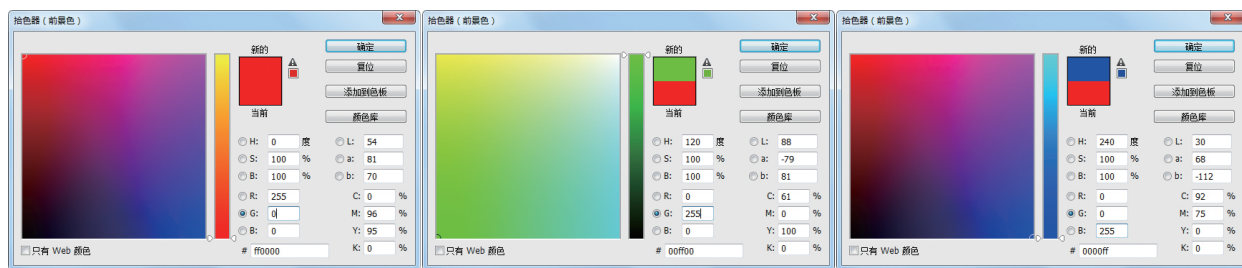 拾色器（前景色）
新的
当前
确定
复位
添加到色板
颜色库
H: 0 度
S: 100 %
B: 100 %
R: 255
G: 0
B: 0
L: 54
a: 81
b: 70
C: 0 %
M: 96 %
Y: 95 %
K: 0 %
只有 Web 颜色
# ff0000
拾色器（前景色）
新的
当前
确定
复位
添加到色板
颜色库
H: 120 度
S: 100 %
B: 100 %
R: 0
G: 255
B: 0
L: 88
a: -79
b: 81
C: 61 %
M: 0 %
Y: 100 %
K: 0 %
只有 Web 颜色
# 00ff00
拾色器（前景色）
新的
当前
确定
复位
添加到色板
颜色库
H: 240 度
S: 100 %
B: 100 %
R: 0
G: 0
B: 255
L: 30
a: 68
b: -112
C: 92 %
M: 75 %
Y: 0 %
K: 0 %
只有 Web 颜色
# 0000ff